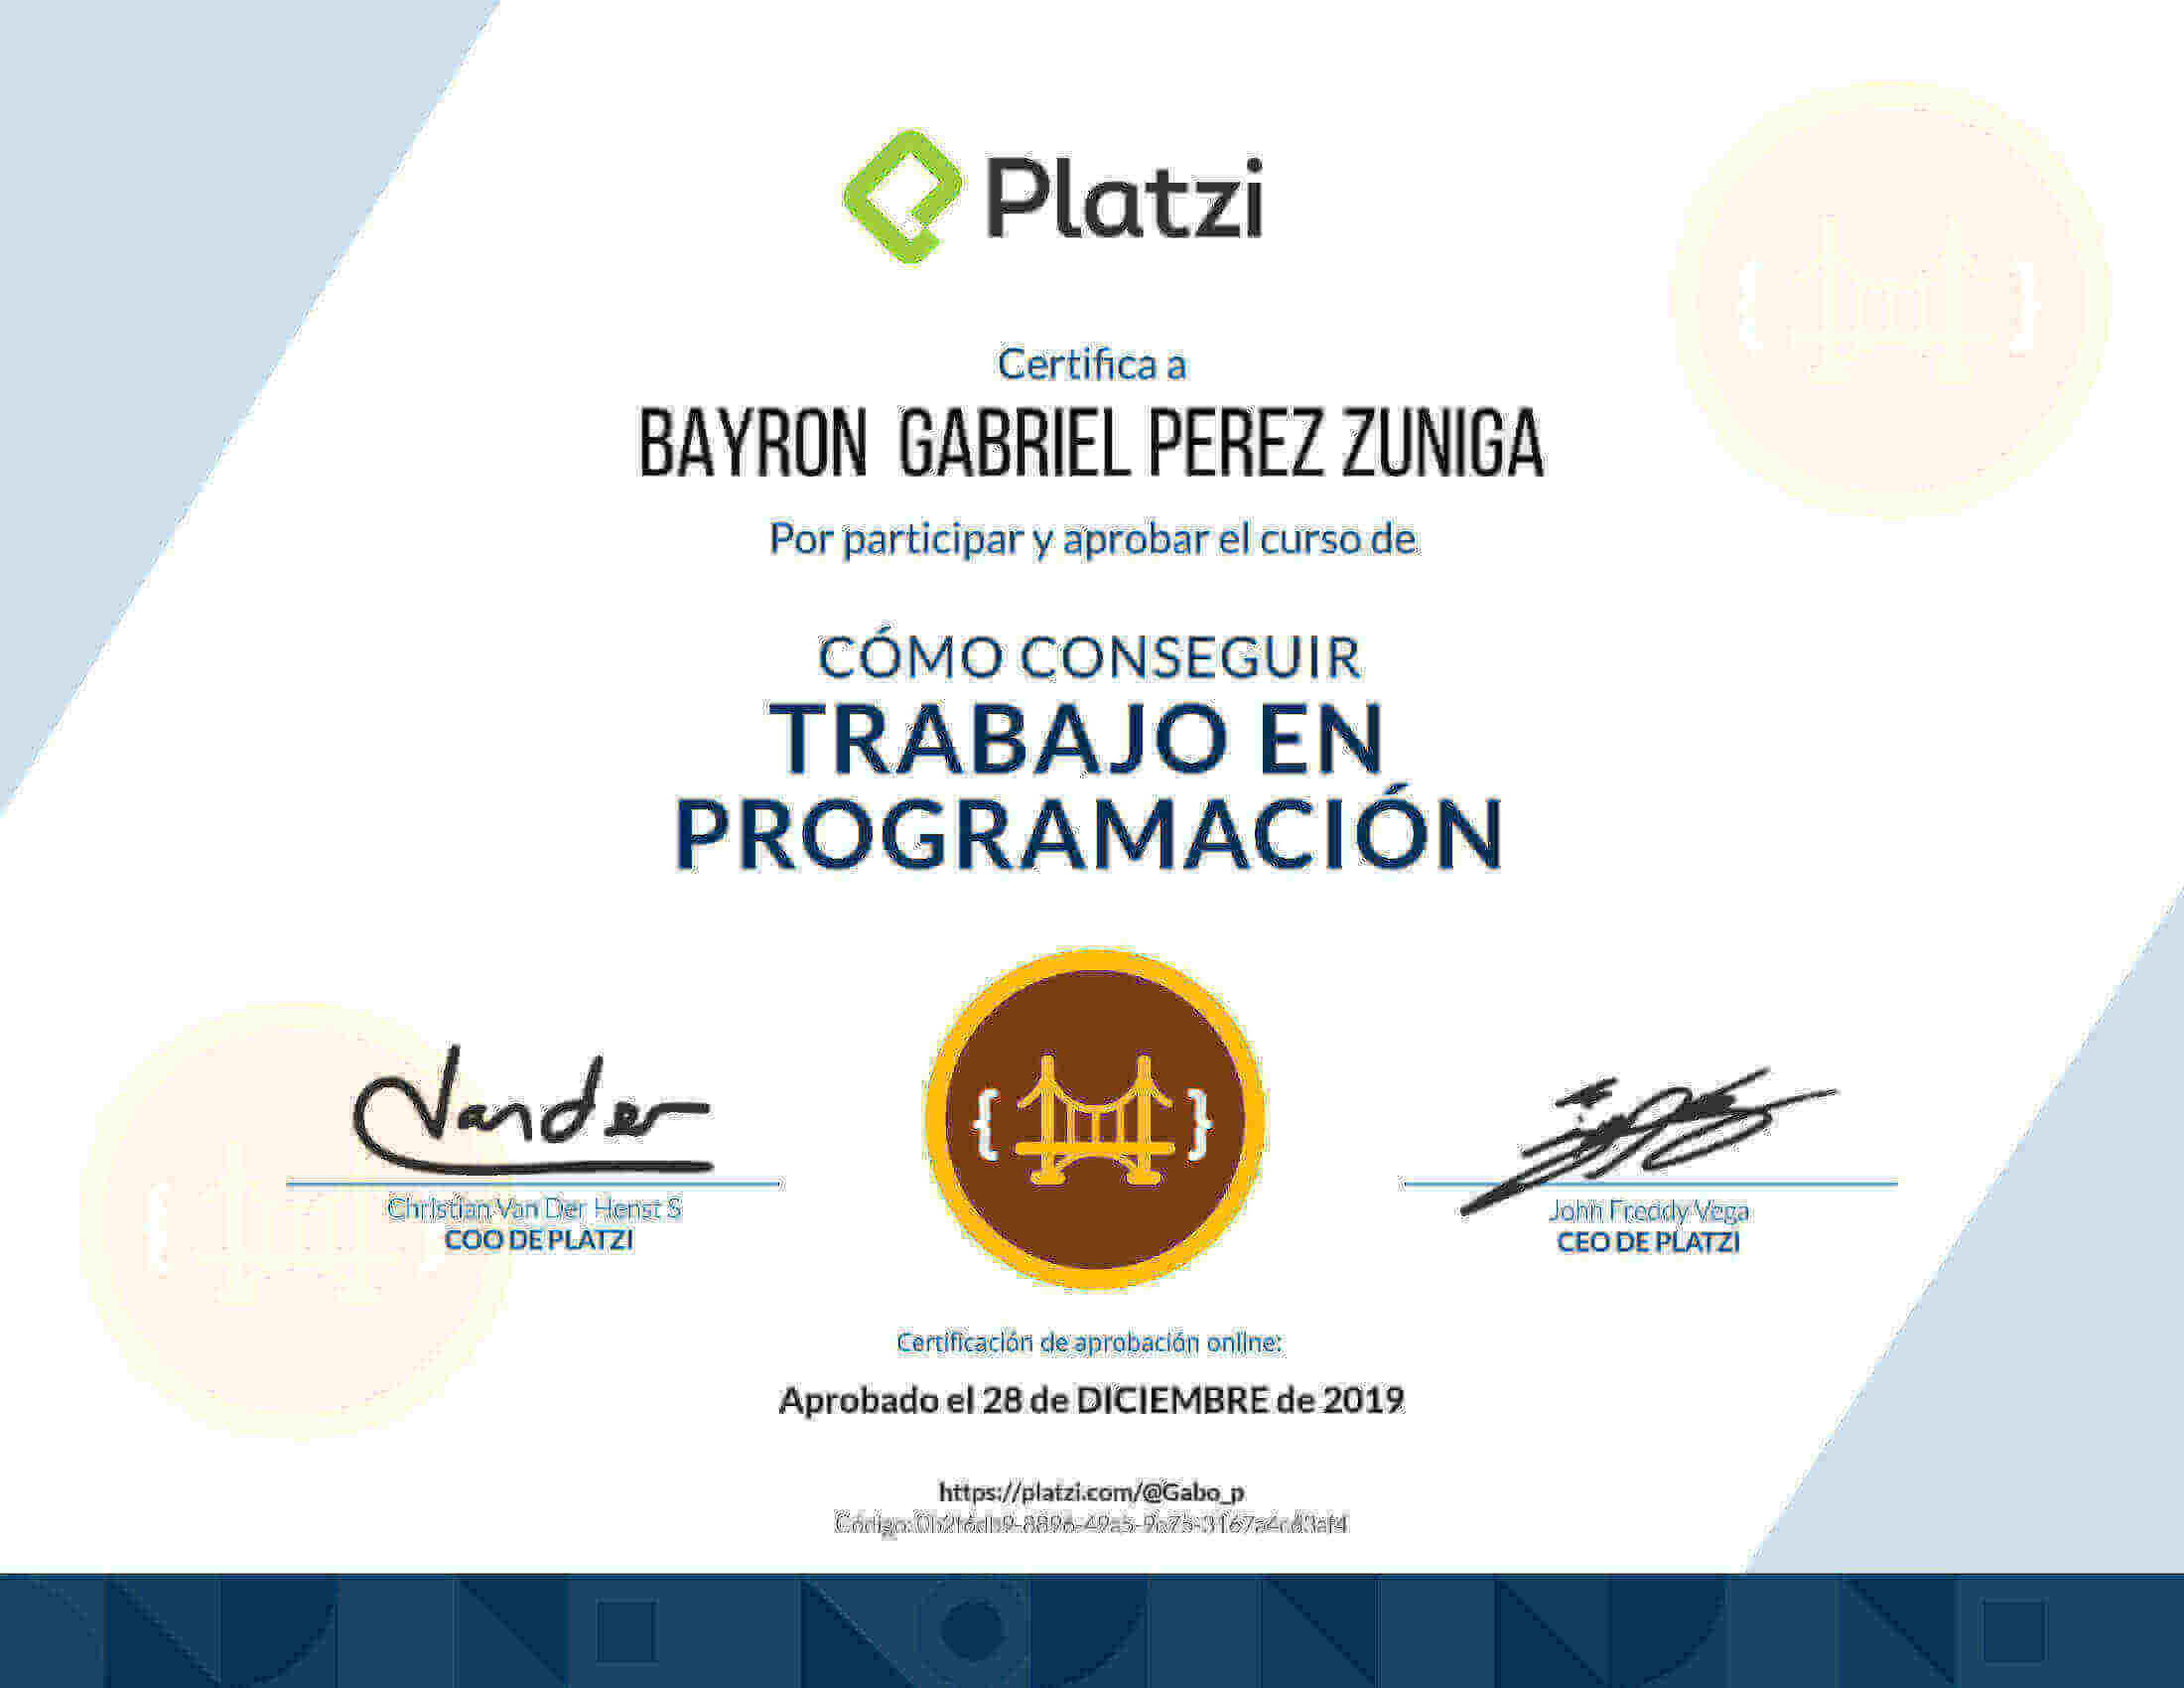 Platzi
Certifica a
BAYRON GABRIEL PEREZ ZUNIGA
Por participar y aprobar el curso de
CÓMO CONSEGUIR
TRABAJO EN
PROGRAMACIÓN
Vander
Christian Van Der Henst S
COO DE PLATZI
John Freddy Vega
CEO DE PLATZI
Certificación de aprobación online:
Aprobado el 28 de DICIEMBRE de 2019
https://platzi.com/@Gabo_p
Código: